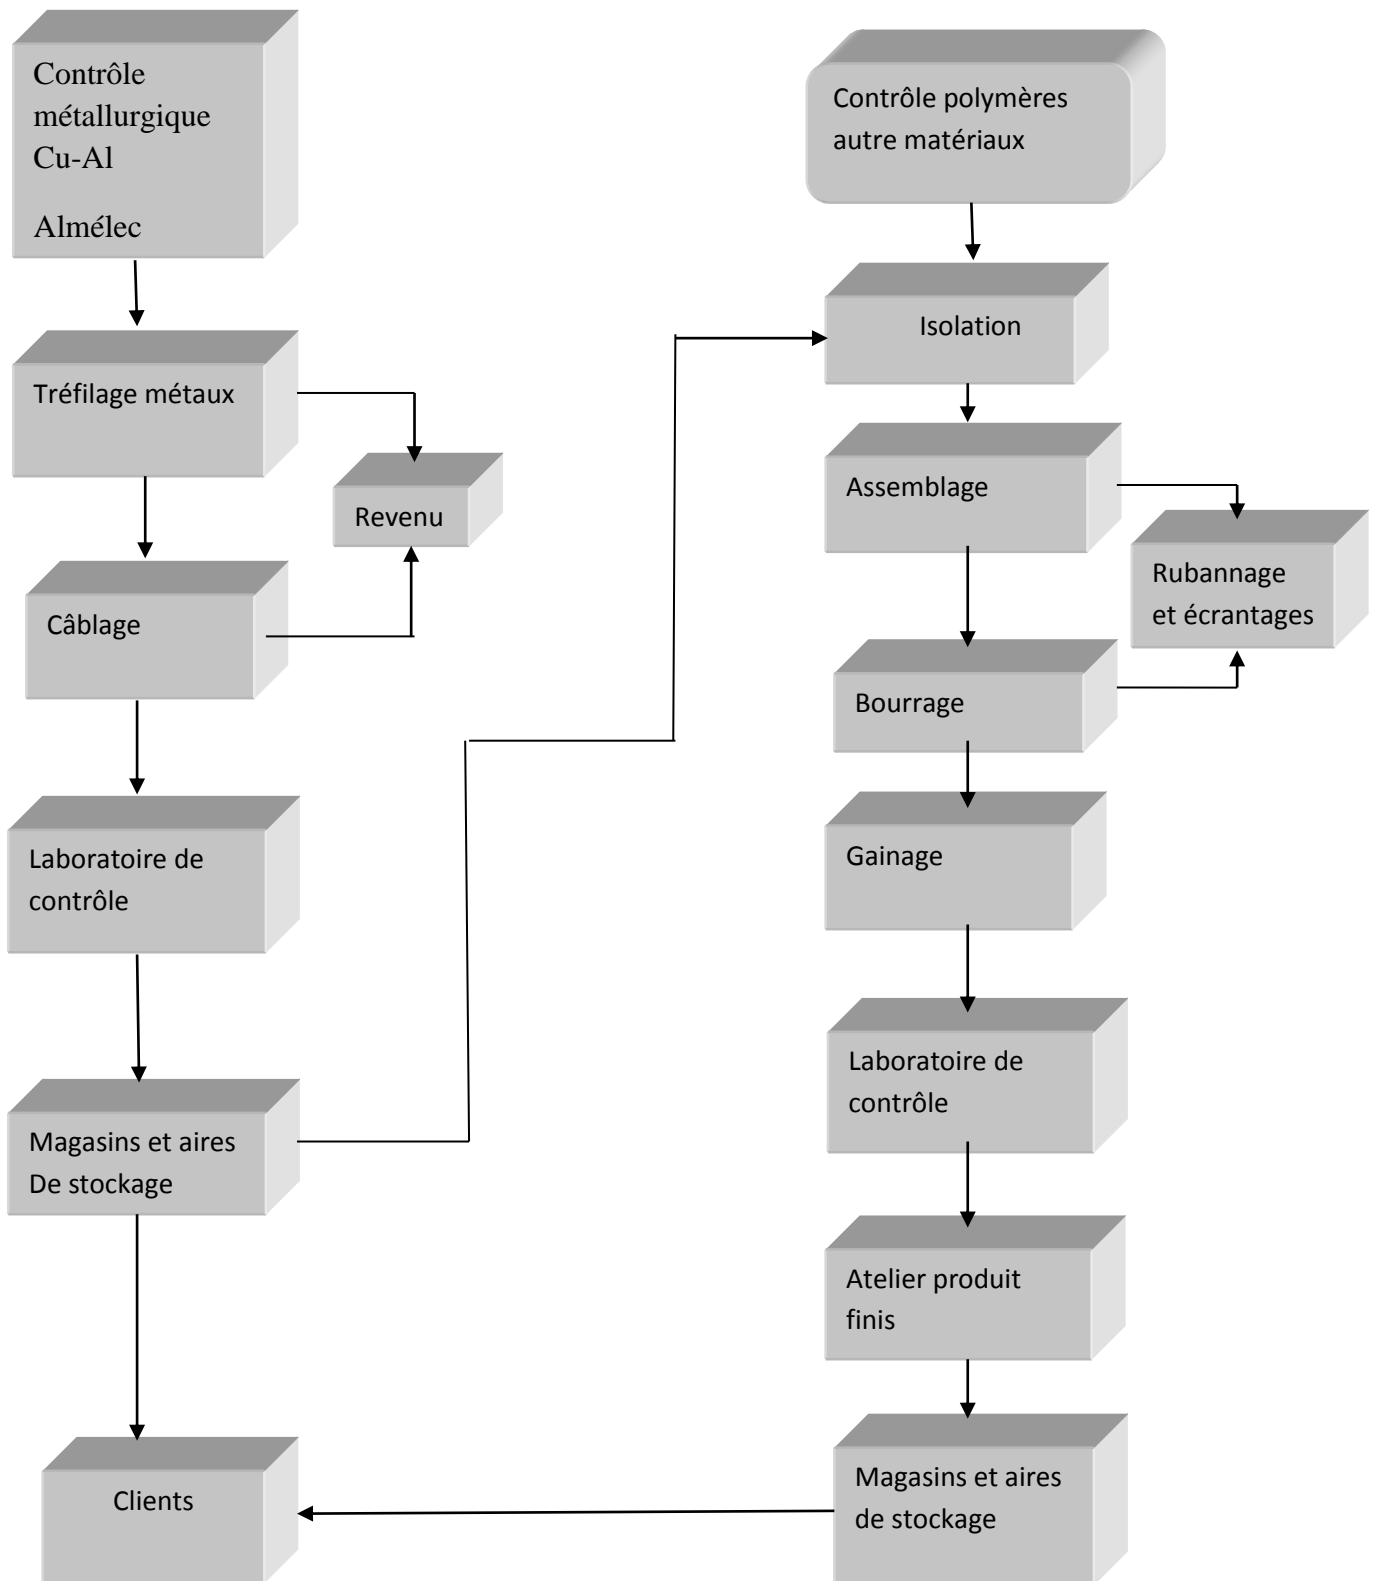 Contrôle
métallurgique
Cu-Al
Almélec
Tréfilage métaux
Revenu
Câblage
Laboratoire de
contrôle
Magasins et aires
De stockage
Clients
Contrôle polymères
autre matériaux
Isolation
Assemblage
Rubannage
et écrantages
Bourrage
Gainage
Laboratoire de
contrôle
Atelier produit
finis
Magasins et aires
de stockage